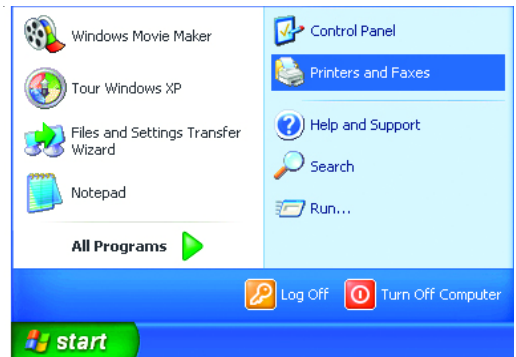 Windows Movie Maker
Tour Windows XP
Files and Settings Transfer
Wizard
Notepad
All Programs
Control Panel
Printers and Faxes
Help and Support
Search
Run...
Log Off
Turn Off Computer
start